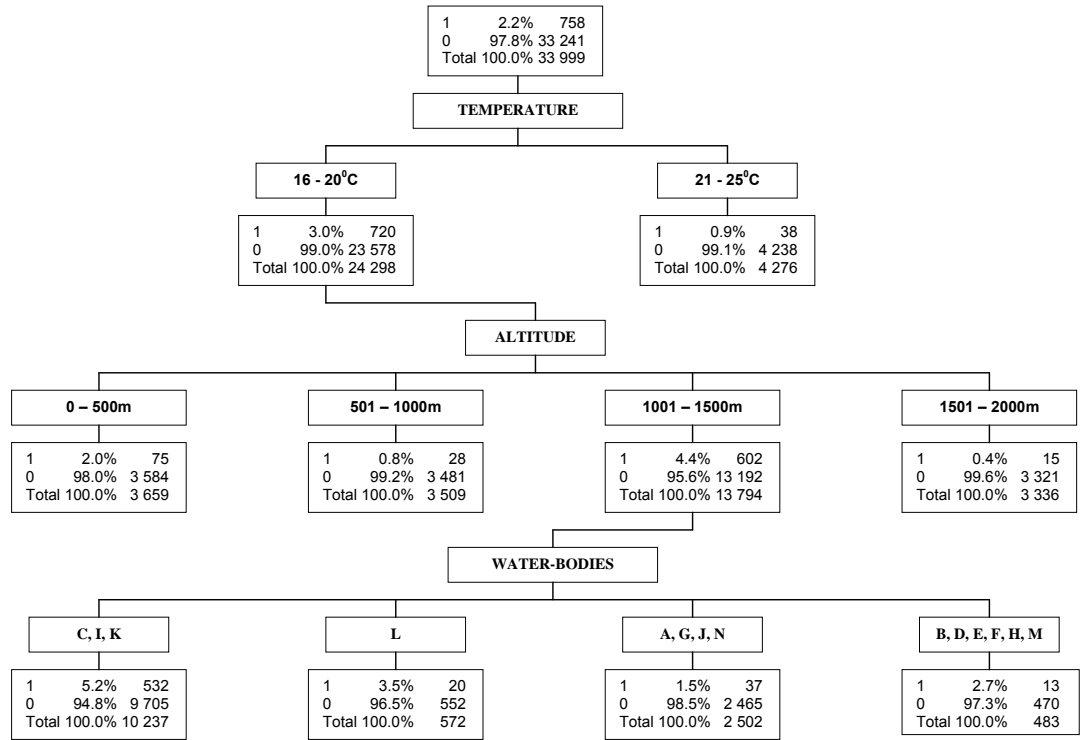 1 2.2% 758
0 97.8% 33 241
Total 100.0% 33 999
TEMPERATURE
16 - 20⁰C
21 - 25⁰C
1 3.0% 720
0 99.0% 23 578
Total 100.0% 24 298
1 0.9% 38
0 99.1% 4 238
Total 100.0% 4 276
ALTITUDE
0 – 500m
501 – 1000m
1001 – 1500m
1501 – 2000m
1 2.0% 75
0 98.0% 3 584
Total 100.0% 3 659
1 0.8% 28
0 99.2% 3 481
Total 100.0% 3 509
1 4.4% 602
0 95.6% 13 192
Total 100.0% 13 794
1 0.4% 15
0 99.6% 3 321
Total 100.0% 3 336
WATER-BODIES
C, I, K
L
A, G, J, N
B, D, E, F, H, M
1 5.2% 532
0 94.8% 9 705
Total 100.0% 10 237
1 3.5% 20
0 96.5% 552
Total 100.0% 572
1 1.5% 37
0 98.5% 2 465
Total 100.0% 2 502
1 2.7% 13
0 97.3% 470
Total 100.0% 483